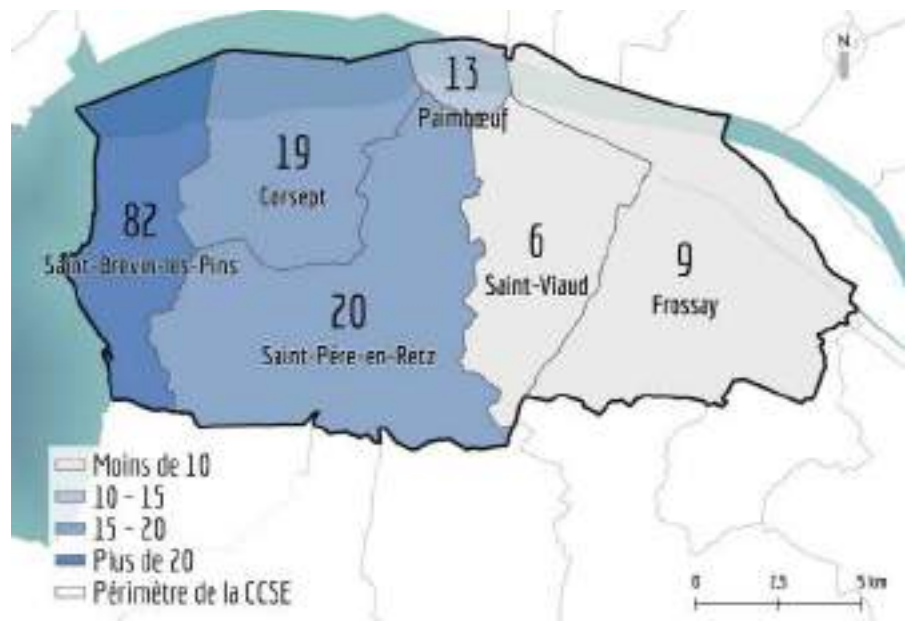 N
13
Paimbœuf
19
Corsept
82
Saint-Brevin-les-Pins
6
Saint-Viaud
9
Frossay
20
Saint-Père-en-Retz
Moins de 10
10 - 15
15 - 20
Plus de 20
Périmètre de la CCSE
0 2,5 5 km